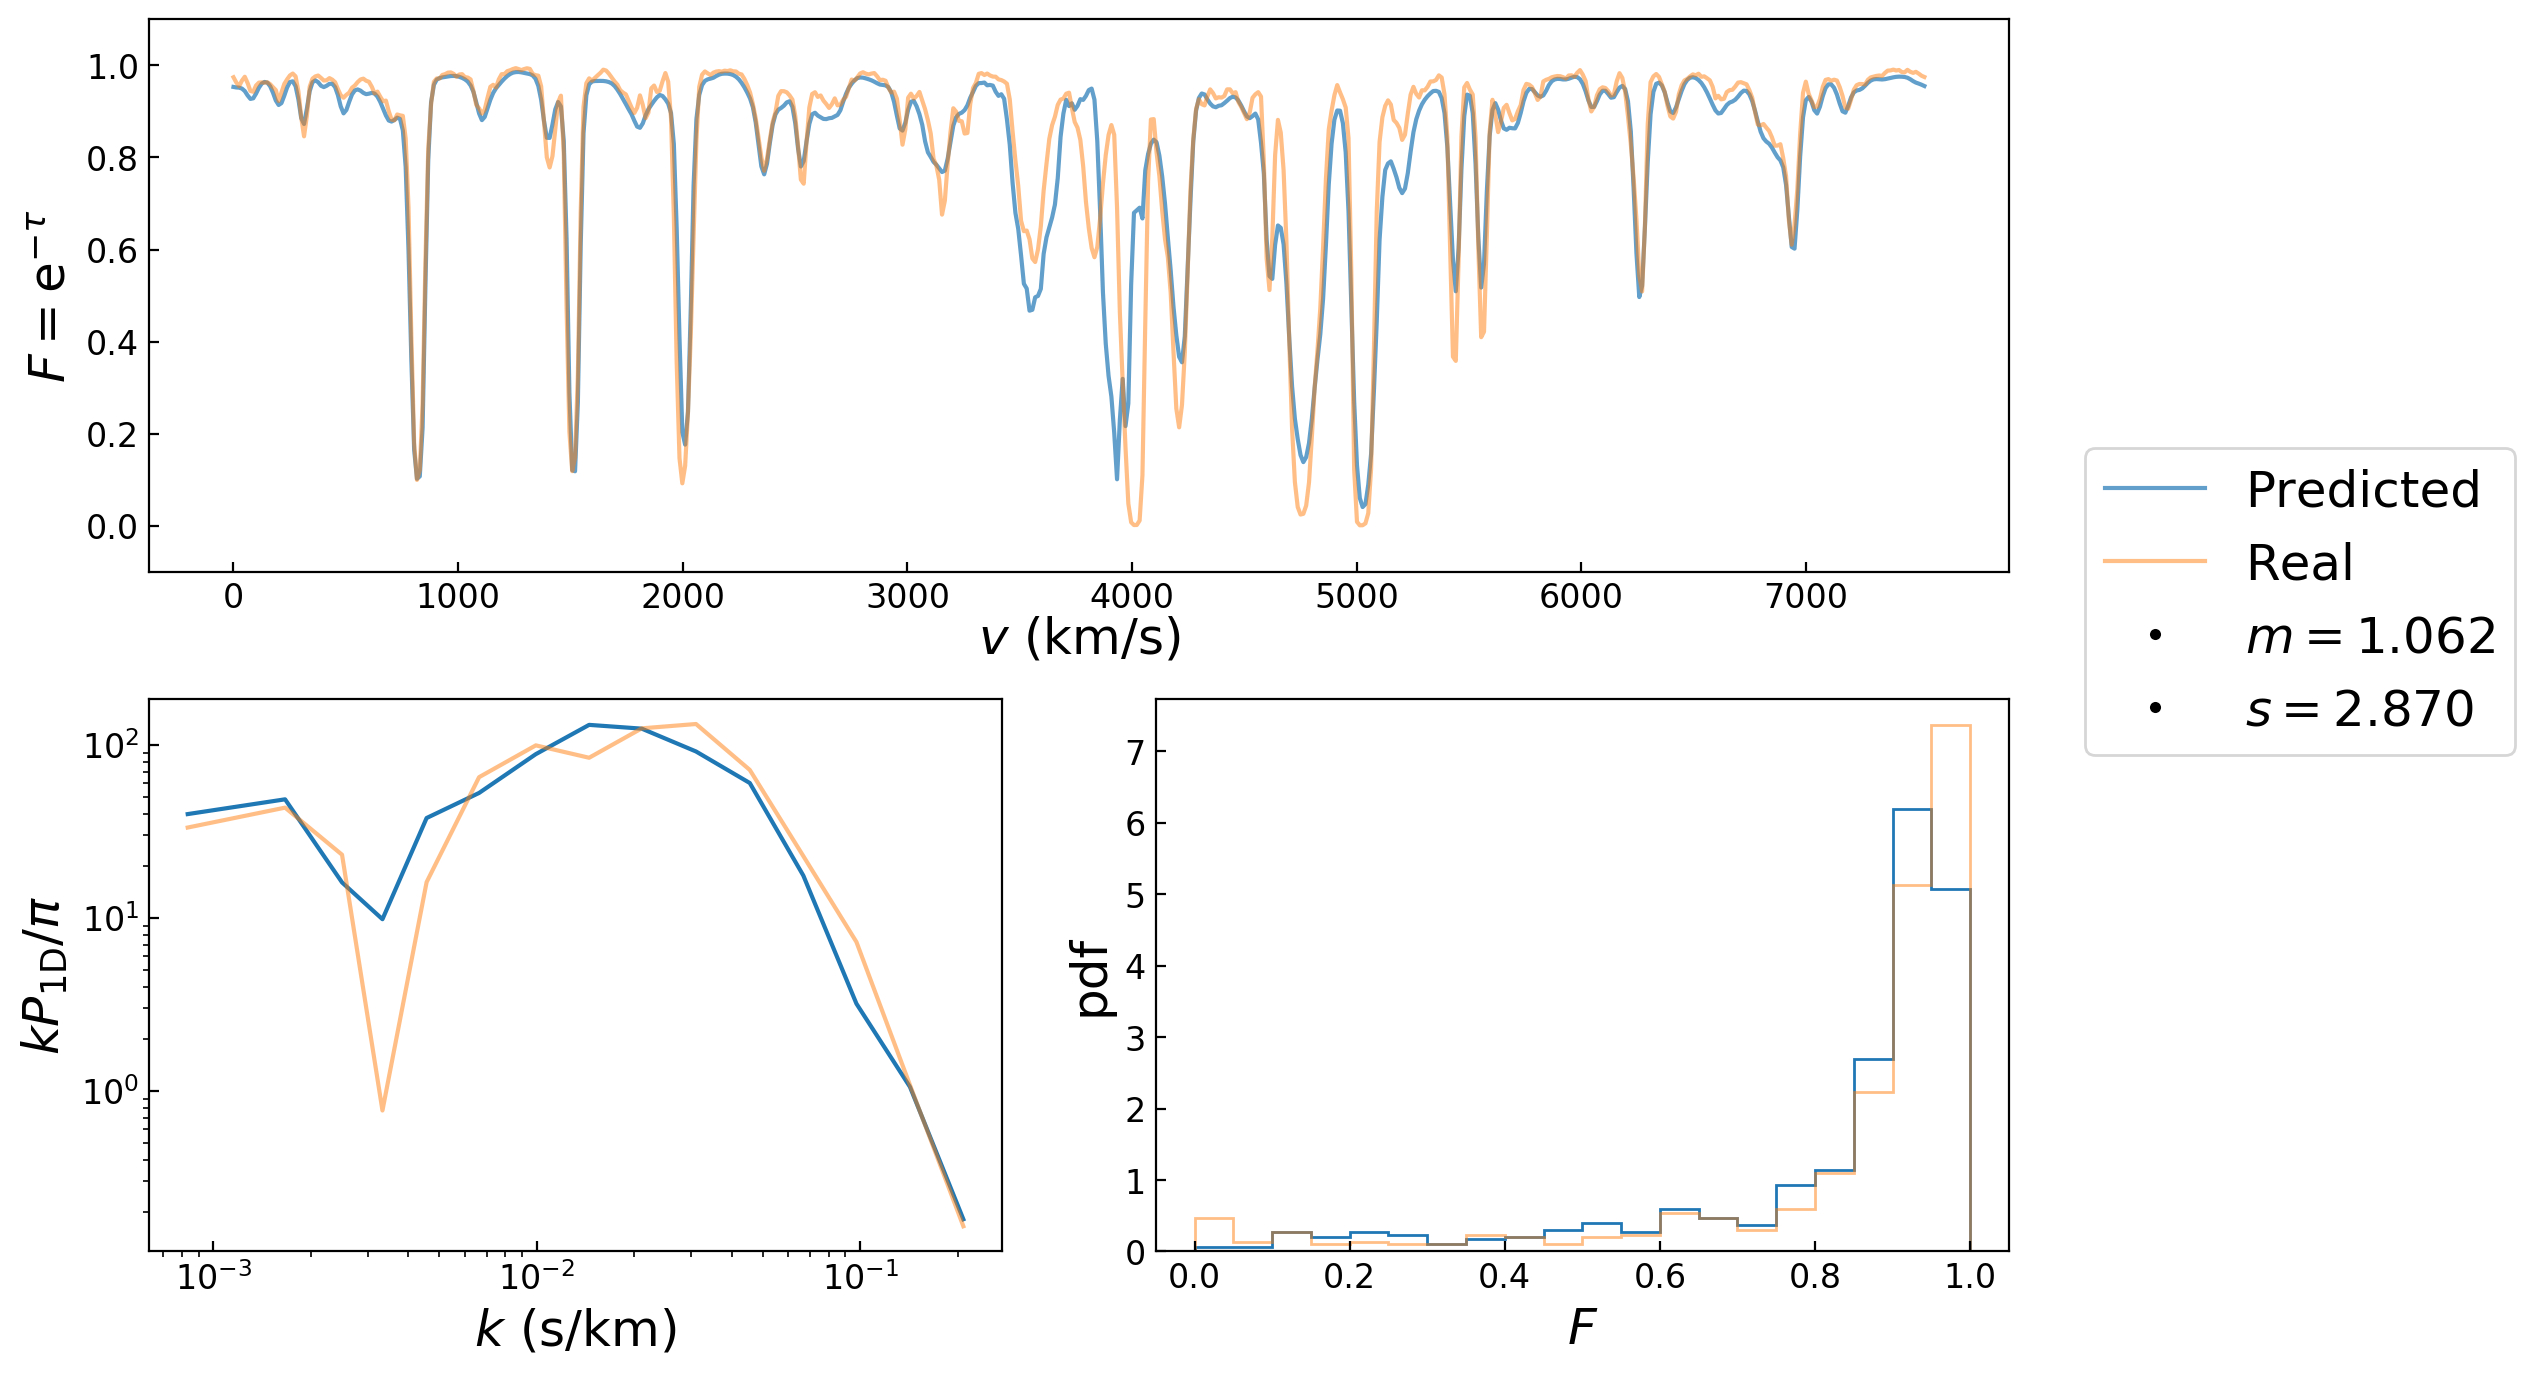 F = e^{−τ}
1.0
0.8
0.6
0.4
0.2
0.0
0 1000 2000 3000 4000 5000 6000 7000
v (km/s)
Predicted
Real
m = 1.062
s = 2.870
kP_{1D}/π
10^{2}
10^{1}
10^{0}
10^{−3} 10^{−2} 10^{−1}
k (s/km)
pdf
7
6
5
4
3
2
1
0
0.0 0.2 0.4 0.6 0.8 1.0
F